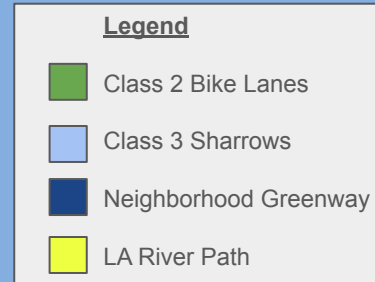 Legend
Class 2 Bike Lanes
Class 3 Sharrows
Neighborhood Greenway
LA River Path